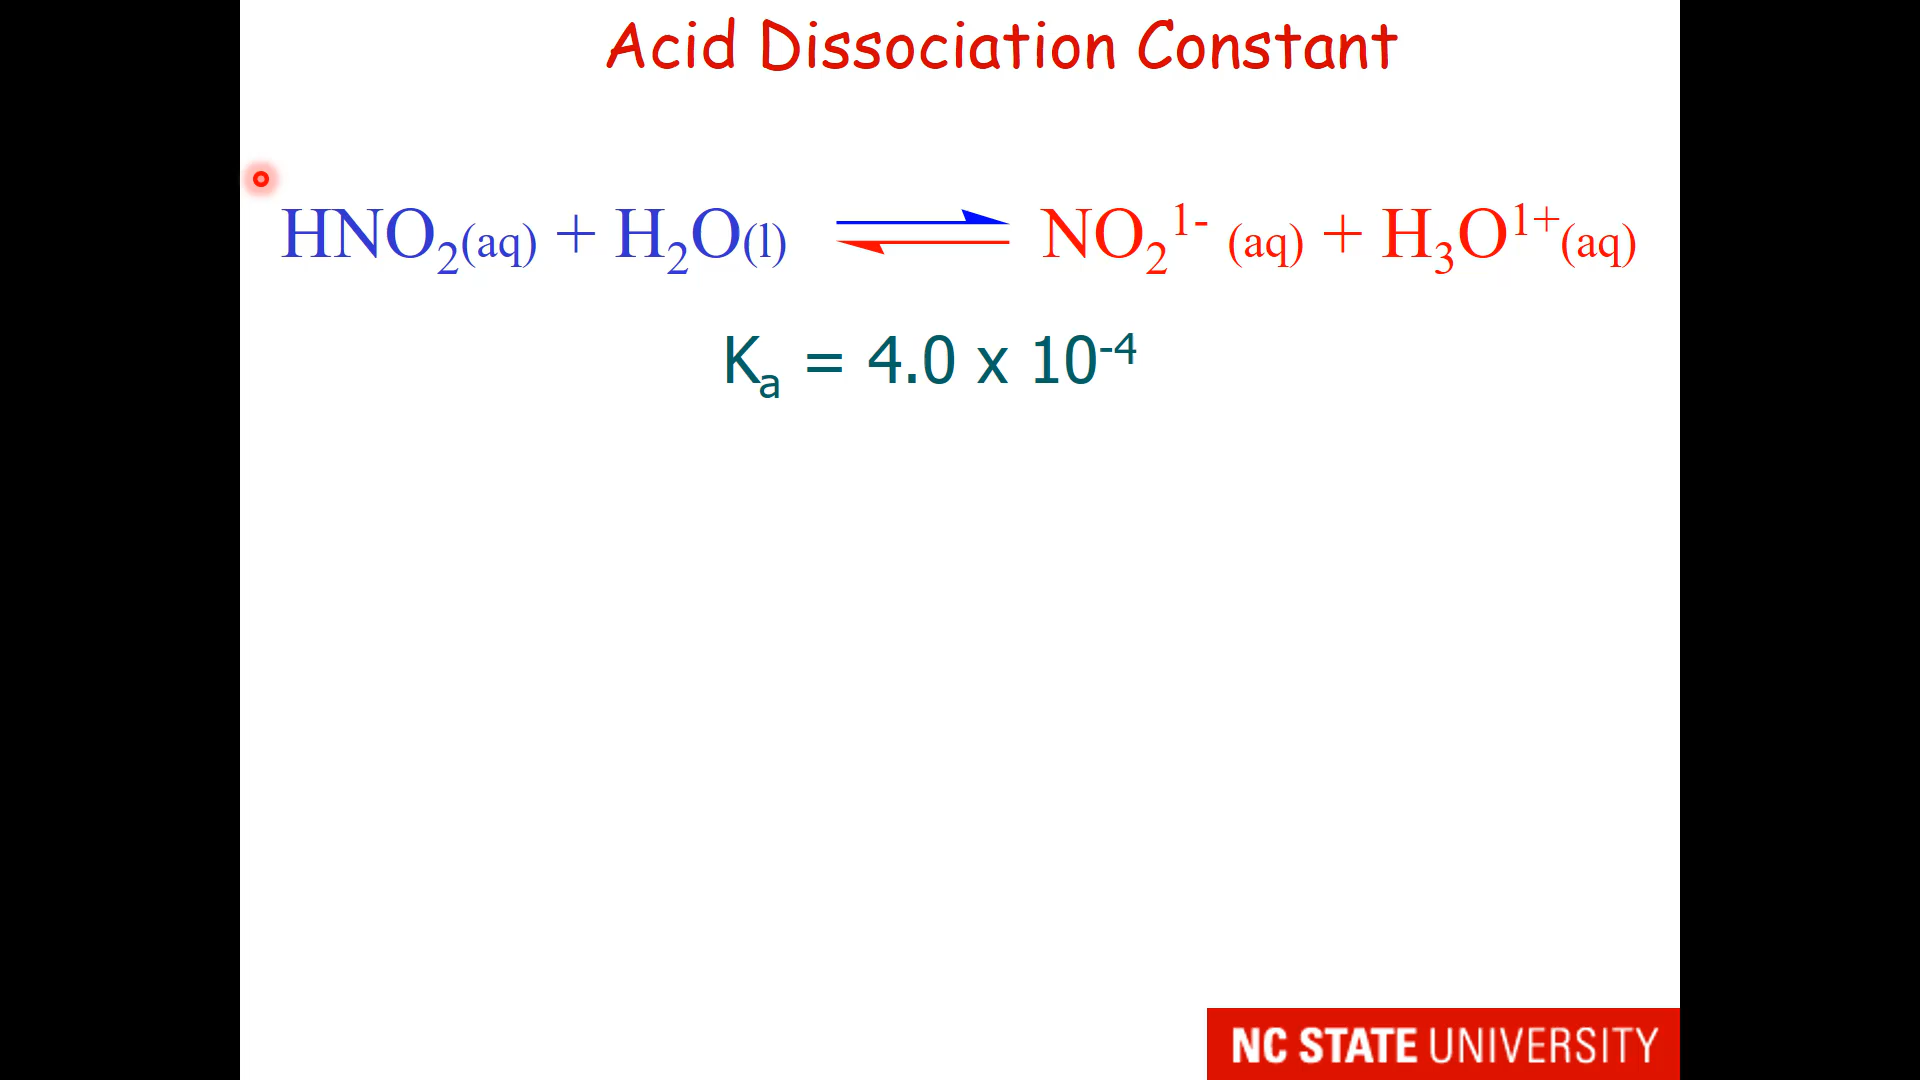 Acid Dissociation Constant
HNO₂(aq) + H₂O(l) ⇌ NO₂¹⁻ (aq) + H₃O¹⁺(aq)
Kₐ = 4.0 x 10⁻⁴
NC STATE UNIVERSITY